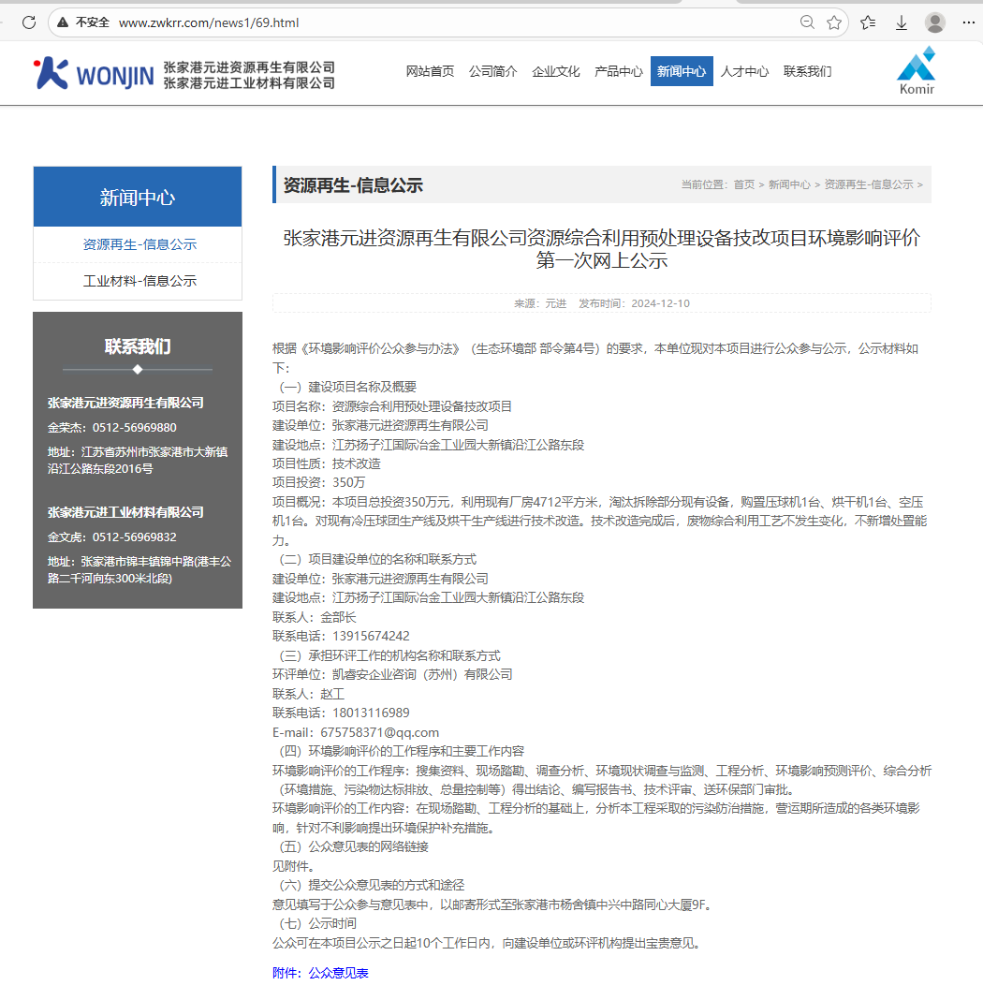 不安全 www.zwkrr.com/news1/69.html
WONJIN
张家港元进资源再生有限公司
张家港元进工业材料有限公司
网站首页 公司简介 企业文化 产品中心 新闻中心 人才中心 联系我们
Komir
新闻中心
资源再生-信息公示
工业材料-信息公示
联系我们
张家港元进资源再生有限公司
金荣杰：0512-56969880
地址：江苏省苏州市张家港市大新镇
沿江公路东段2016号
张家港元进工业材料有限公司
金文虎：0512-56969832
地址：张家港市锦丰镇锦中路(港丰公
路二千河向东300米北段)
资源再生-信息公示
当前位置：首页 > 新闻中心 > 资源再生-信息公示 >
张家港元进资源再生有限公司资源综合利用预处理设备技改项目环境影响评价
第一次网上公示
来源：元进 发布时间：2024-12-10
根据《环境影响评价公众参与办法》（生态环境部 部令第4号）的要求，本单位现对本项目进行公众参与公示，公示材料如
下：
（一）建设项目名称及概要
项目名称：资源综合利用预处理设备技改项目
建设单位：张家港元进资源再生有限公司
建设地点：江苏扬子江国际冶金工业园大新镇沿江公路东段
项目性质：技术改造
项目投资：350万
项目概况：本项目总投资350万元，利用现有厂房4712平方米，淘汰拆除部分现有设备，购置压球机1台、烘干机1台、空压
机1台。对现有冷压球团生产线及烘干生产线进行技术改造。技术改造完成后，废物综合利用工艺不发生变化，不新增处置能
力。
（二）项目建设单位的名称和联系方式
建设单位：张家港元进资源再生有限公司
建设地点：江苏扬子江国际冶金工业园大新镇沿江公路东段
联系人：金部长
联系电话：13915674242
（三）承担环评工作的机构名称和联系方式
环评单位：凯睿安企业咨询（苏州）有限公司
联系人：赵工
联系电话：18013116989
E-mail：675758371@qq.com
（四）环境影响评价的工作程序和主要工作内容
环境影响评价的工作程序：搜集资料、现场踏勘、调查分析、环境现状调查与监测、工程分析、环境影响预测评价、综合分析
（环境措施、污染物达标排放、总量控制等）得出结论、编写报告书、技术评审、送环保部门审批。
环境影响评价的工作内容：在现场踏勘、工程分析的基础上，分析本工程采取的污染防治措施，营运期所造成的各类环境影
响，针对不利影响提出环境保护补充措施。
（五）公众意见表的网络链接
见附件。
（六）提交公众意见表的方式和途径
意见填写于公众参与意见表中，以邮寄形式至张家港市杨舍镇中兴中路同心大厦9F。
（七）公示时间
公众可在本项目公示之日起10个工作日内，向建设单位或环评机构提出宝贵意见。
附件：公众意见表